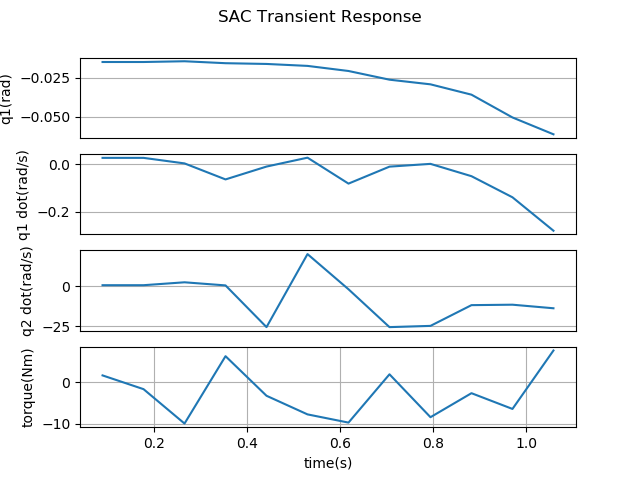 SAC Transient Response
q1(rad)
−0.025
−0.050
q1 dot(rad/s)
0.0
−0.2
q2 dot(rad/s)
0
−25
torque(Nm)
0
−10
0.2 0.4 0.6 0.8 1.0
time(s)